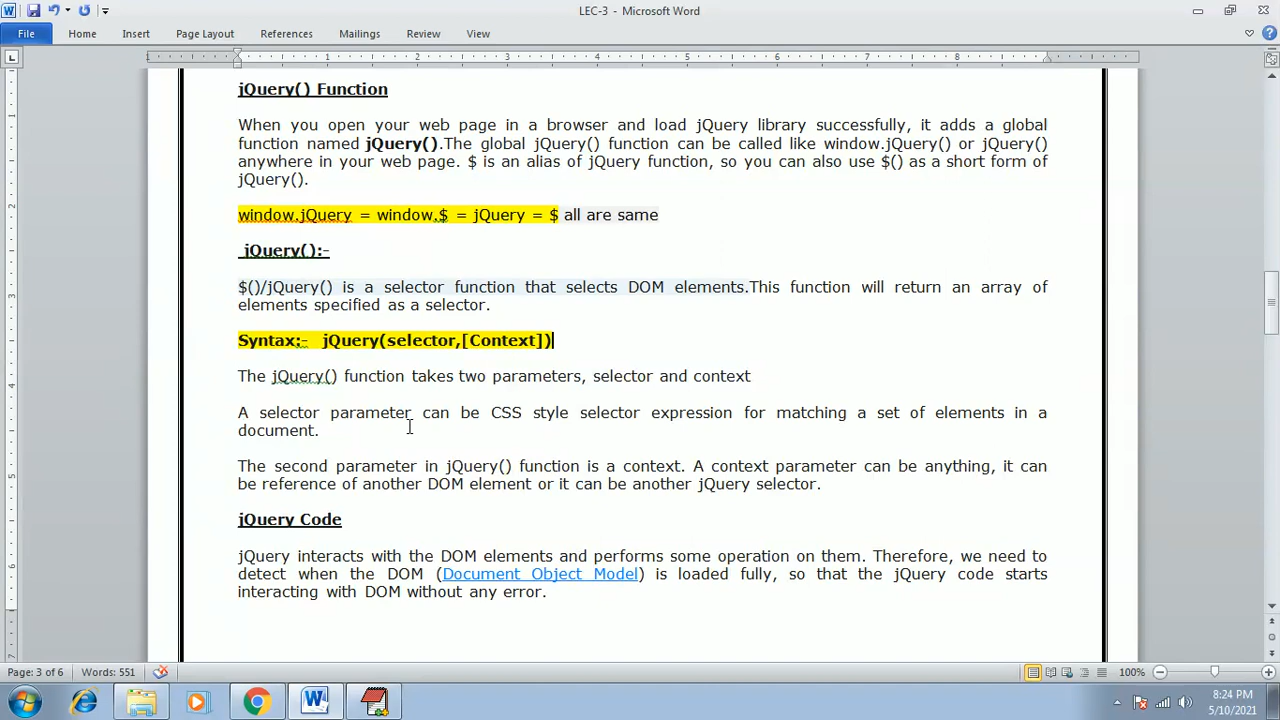 LEC-3 - Microsoft Word
File Home Insert Page Layout References Mailings Review View
1 1 2 3 4 5 6 7 8
jQuery() Function
When you open your web page in a browser and load jQuery library successfully, it adds a global
function named jQuery().The global jQuery() function can be called like window.jQuery() or jQuery()
anywhere in your web page. $ is an alias of jQuery function, so you can also use $() as a short form of
jQuery().
window.jQuery = window.$ = jQuery = $ all are same
jQuery():-
$()/jQuery() is a selector function that selects DOM elements.This function will return an array of
elements specified as a selector.
Syntax:- jQuery(selector,[Context])
The jQuery() function takes two parameters, selector and context
A selector parameter can be CSS style selector expression for matching a set of elements in a
document.
The second parameter in jQuery() function is a context. A context parameter can be anything, it can
be reference of another DOM element or it can be another jQuery selector.
jQuery Code
jQuery interacts with the DOM elements and performs some operation on them. Therefore, we need to
detect when the DOM (Document Object Model) is loaded fully, so that the jQuery code starts
interacting with DOM without any error.
Page: 3 of 6 Words: 551 100%
8:24 PM
5/10/2021